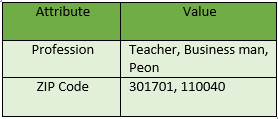 Attribute Value
Profession Teacher, Business man,
Peon
ZIP Code 301701, 110040